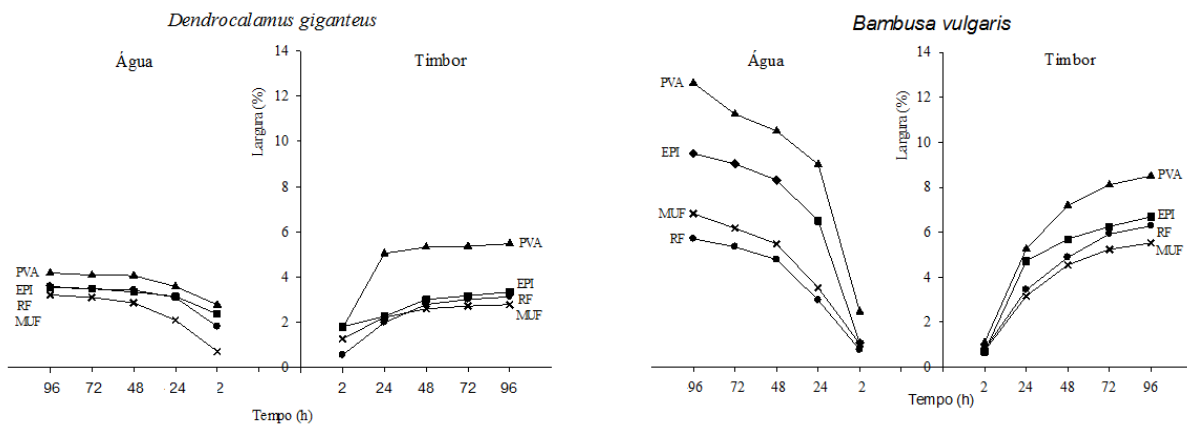 Dendrocalamus giganteus
Água
Timbor
Largura (%)
14
12
10
8
6
4
2
0
PVA
EPI
RF
MUF
PVA
EPI
RF
MUF
96 72 48 24 2
2 24 48 72 96
Tempo (h)
Bambusa vulgaris
Água
Timbor
Largura (%)
14
12
10
8
6
4
2
0
PVA
EPI
MUF
RF
PVA
EPI
RF
MUF
96 72 48 24 2
2 24 48 72 96
Tempo (h)